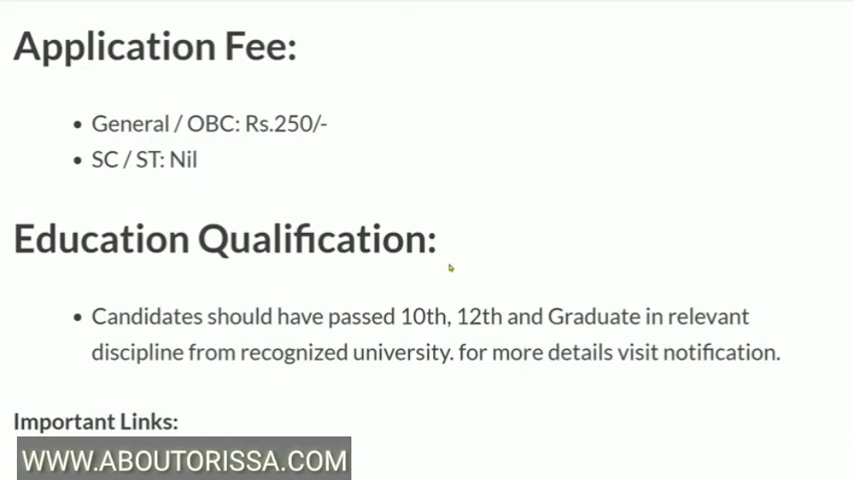 Application Fee:
• General / OBC: Rs.250/-
• SC / ST: Nil
Education Qualification:
• Candidates should have passed 10th, 12th and Graduate in relevant
discipline from recognized university. for more details visit notification.
Important Links:
WWW.ABOUTORISSA.COM